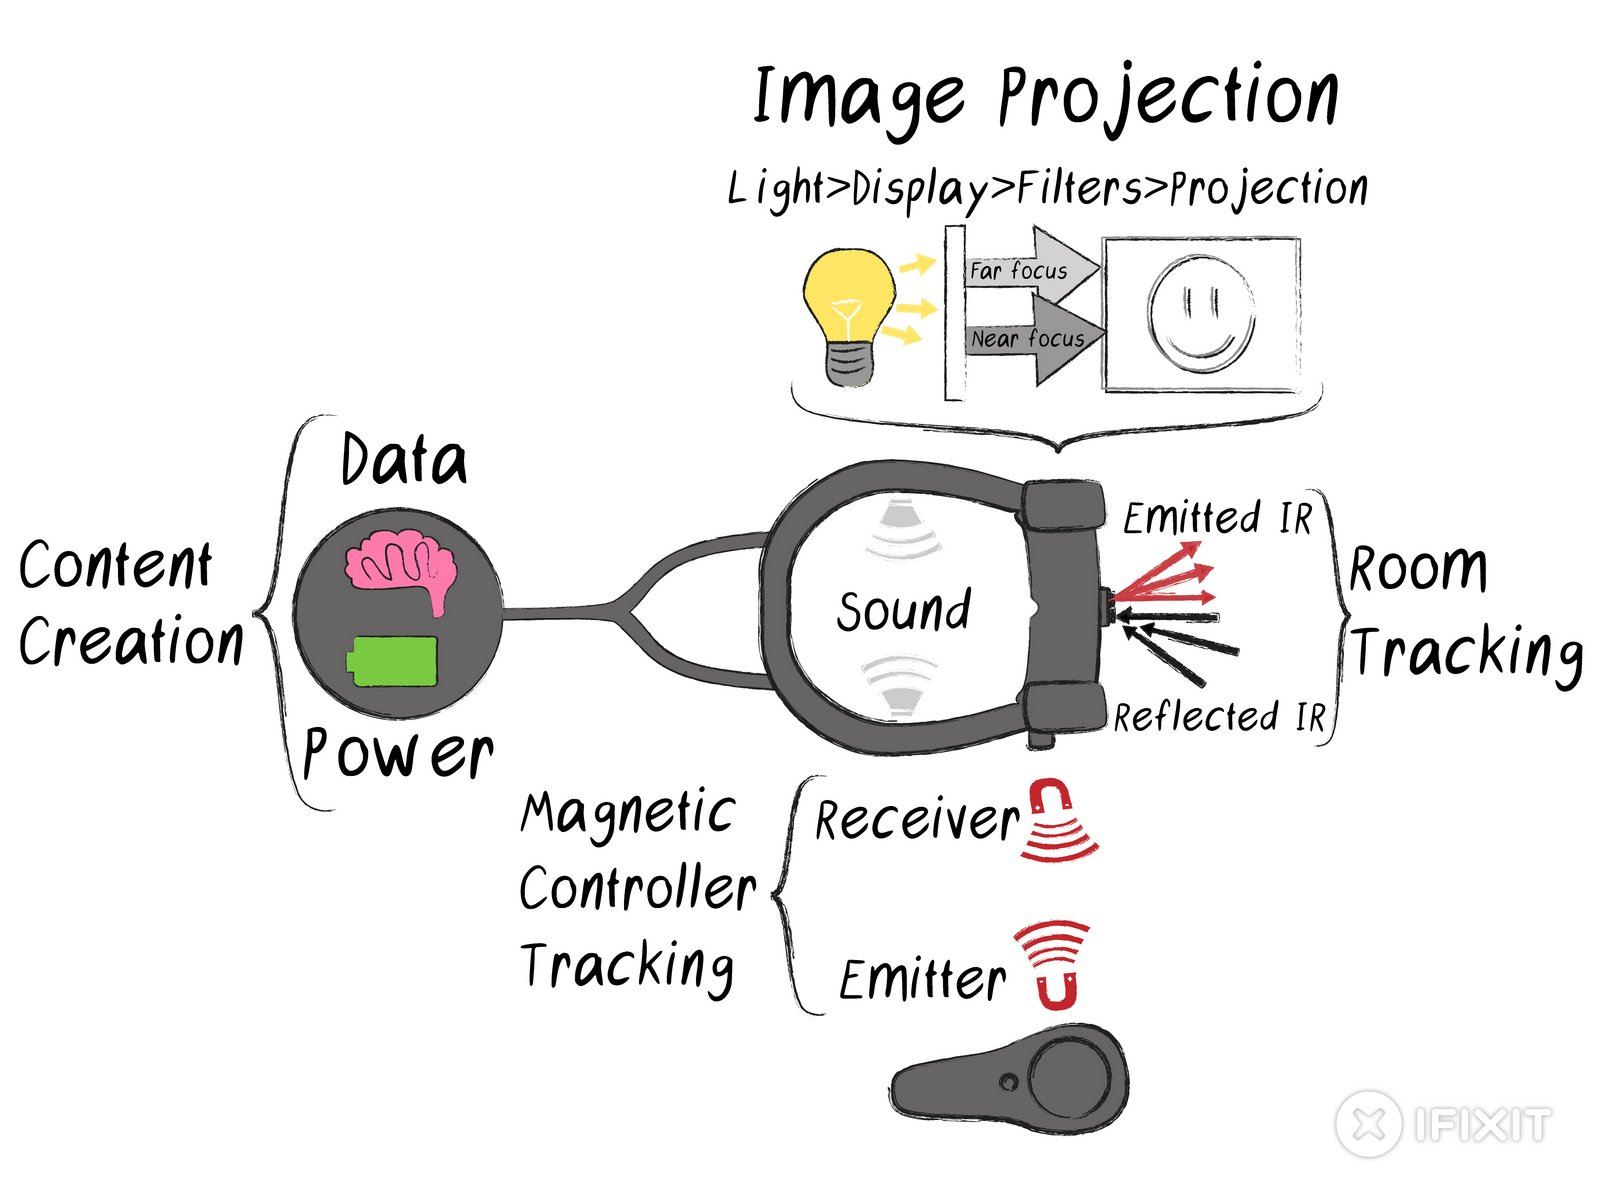 Image Projection
Light>Display>Filters>Projection
Far focus
Near focus
Data
Content
Creation
Power
Sound
Emitted IR
Reflected IR
Room
Tracking
Magnetic
Controller
Tracking
Receiver
Emitter
IFIXIT